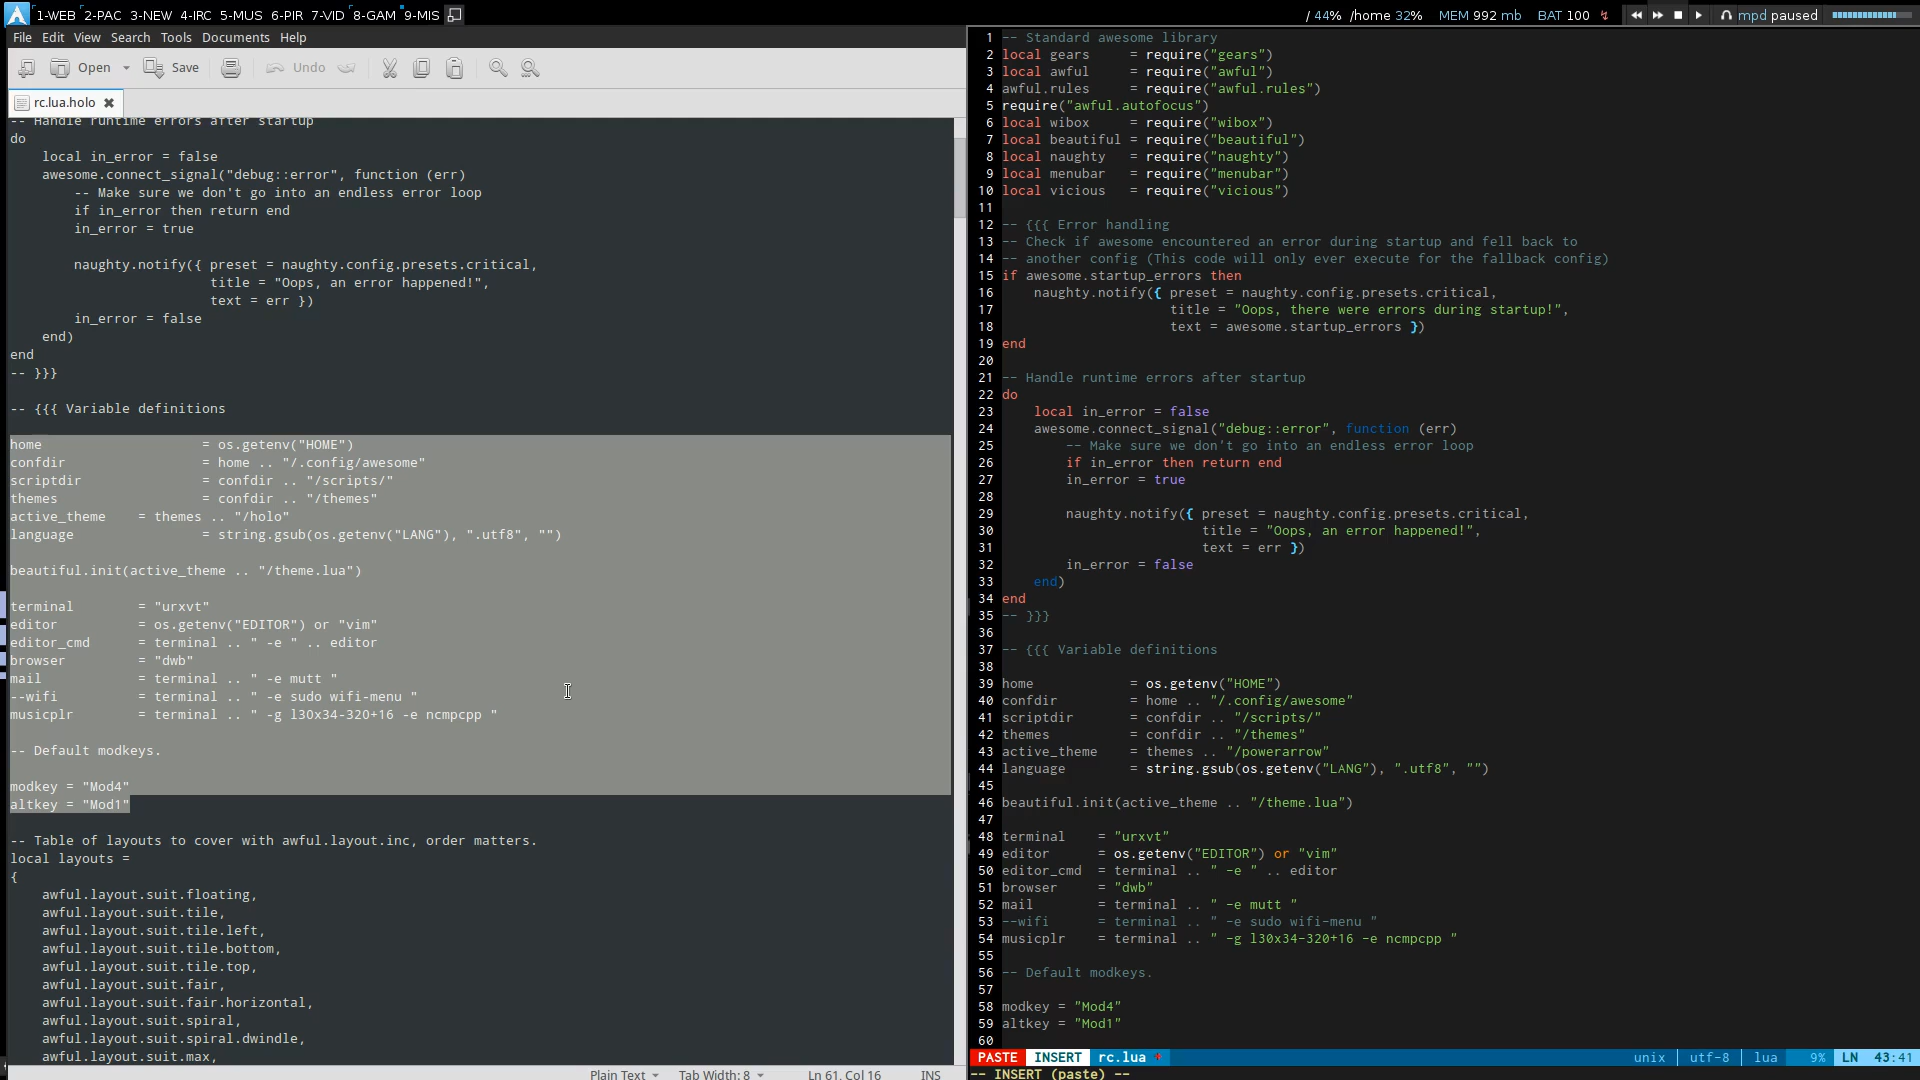 1-WEB 2-PAC 3-NEW 4-IRC 5-MUS 6-PIR 7-VID 8-GAM 9-MIS / 44% /home 32% MEM 992 mb BAT 100 mpd paused
File Edit View Search Tools Documents Help
Open Save Undo
rc.lua.holo
-- Handle runtime errors after startup
do
    local in_error = false
    awesome.connect_signal("debug::error", function (err)
        -- Make sure we don't go into an endless error loop
        if in_error then return end
        in_error = true
        naughty.notify({ preset = naughty.config.presets.critical,
                         title = "Oops, an error happened!",
                         text = err })
        in_error = false
    end)
end
-- }}}
-- {{{ Variable definitions
home                    = os.getenv("HOME")
confdir                 = home .. "/.config/awesome"
scriptdir               = confdir .. "/scripts/"
themes                  = confdir .. "/themes"
active_theme    = themes .. "/holo"
language                = string.gsub(os.getenv("LANG"), ".utf8", "")
beautiful.init(active_theme .. "/theme.lua")
terminal        = "urxvt"
editor          = os.getenv("EDITOR") or "vim"
editor_cmd      = terminal .. " -e " .. editor
browser         = "dwb"
mail            = terminal .. " -e mutt "
--wifi          = terminal .. " -e sudo wifi-menu "
musicplr        = terminal .. " -g l30x34-320+16 -e ncmpcpp "
-- Default modkeys.
modkey = "Mod4"
altkey = "Mod1"
-- Table of layouts to cover with awful.layout.inc, order matters.
local layouts =
{
    awful.layout.suit.floating,
    awful.layout.suit.tile,
    awful.layout.suit.tile.left,
    awful.layout.suit.tile.bottom,
    awful.layout.suit.tile.top,
    awful.layout.suit.fair,
    awful.layout.suit.fair.horizontal,
    awful.layout.suit.spiral,
    awful.layout.suit.spiral.dwindle,
    awful.layout.suit.max,
Plain Text Tab Width: 8 Ln 61, Col 16 INS
1 -- Standard awesome library
2 local gears     = require("gears")
3 local awful     = require("awful")
4 awful.rules     = require("awful.rules")
5 require("awful.autofocus")
6 local wibox     = require("wibox")
7 local beautiful = require("beautiful")
8 local naughty   = require("naughty")
9 local menubar   = require("menubar")
10 local vicious   = require("vicious")
11
12 -- {{{ Error handling
13 -- Check if awesome encountered an error during startup and fell back to
14 -- another config (This code will only ever execute for the fallback config)
15 if awesome.startup_errors then
16     naughty.notify({ preset = naughty.config.presets.critical,
17                      title = "Oops, there were errors during startup!",
18                      text = awesome.startup_errors })
19 end
20
21 -- Handle runtime errors after startup
22 do
23     local in_error = false
24     awesome.connect_signal("debug::error", function (err)
25         -- Make sure we don't go into an endless error loop
26         if in_error then return end
27         in_error = true
28
29         naughty.notify({ preset = naughty.config.presets.critical,
30                          title = "Oops, an error happened!",
31                          text = err })
32         in_error = false
33     end)
34 end
35 -- }}}
36
37 -- {{{ Variable definitions
38
39 home            = os.getenv("HOME")
40 confdir         = home .. "/.config/awesome"
41 scriptdir       = confdir .. "/scripts/"
42 themes          = confdir .. "/themes"
43 active_theme    = themes .. "/powerarrow"
44 language        = string.gsub(os.getenv("LANG"), ".utf8", "")
45
46 beautiful.init(active_theme .. "/theme.lua")
47
48 terminal    = "urxvt"
49 editor      = os.getenv("EDITOR") or "vim"
50 editor_cmd  = terminal .. " -e " .. editor
51 browser     = "dwb"
52 mail        = terminal .. " -e mutt "
53 --wifi      = terminal .. " -e sudo wifi-menu "
54 musicplr    = terminal .. " -g l30x34-320+16 -e ncmpcpp "
55
56 -- Default modkeys.
57
58 modkey = "Mod4"
59 altkey = "Mod1"
60
PASTE INSERT rc.lua + unix utf-8 lua 9% LN 43:41
-- INSERT (paste) --